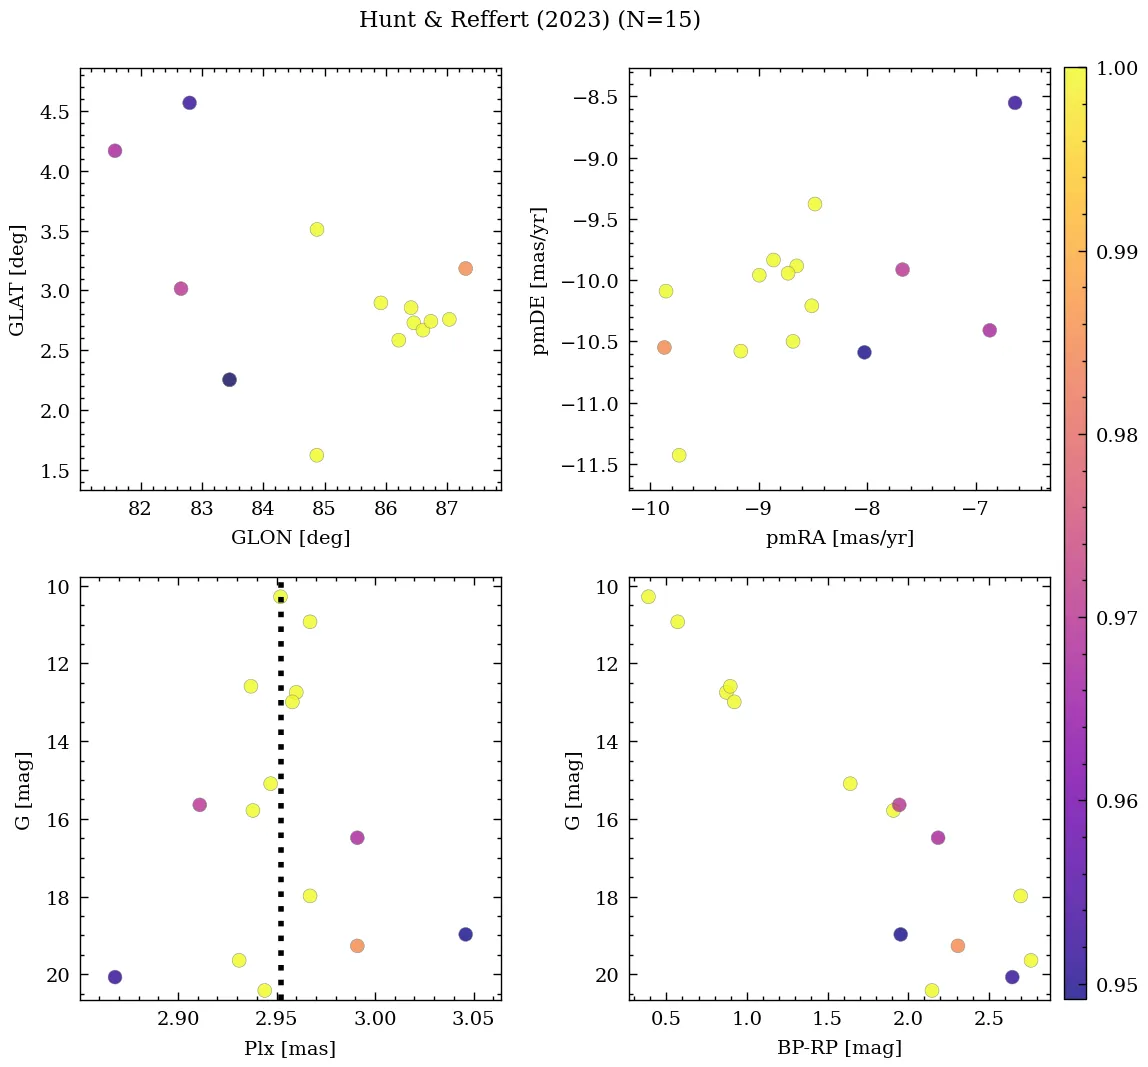 Hunt & Reffert (2023) (N=15)
4.5
4.0
3.5
3.0
2.5
2.0
1.5
GLAT [deg]
82 83 84 85 86 87
GLON [deg]
−8.5
−9.0
−9.5
−10.0
−10.5
−11.0
−11.5
pmDE [mas/yr]
−10 −9 −8 −7
pmRA [mas/yr]
10
12
14
16
18
20
G [mag]
2.90 2.95 3.00 3.05
Plx [mas]
10
12
14
16
18
20
G [mag]
0.5 1.0 1.5 2.0 2.5
BP-RP [mag]
1.00
0.99
0.98
0.97
0.96
0.95